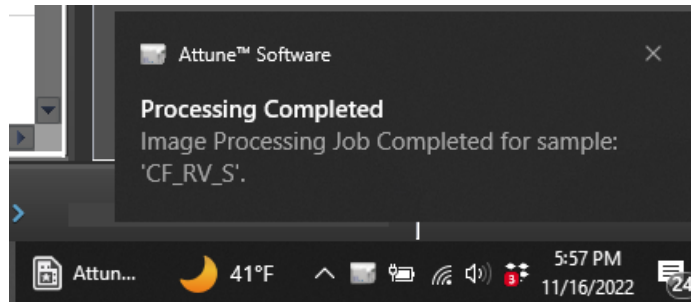 Attune™ Software
Processing Completed
Image Processing Job Completed for sample:
'CF_RV_S'.
Attun...
41°F
3
5:57 PM
11/16/2022
24